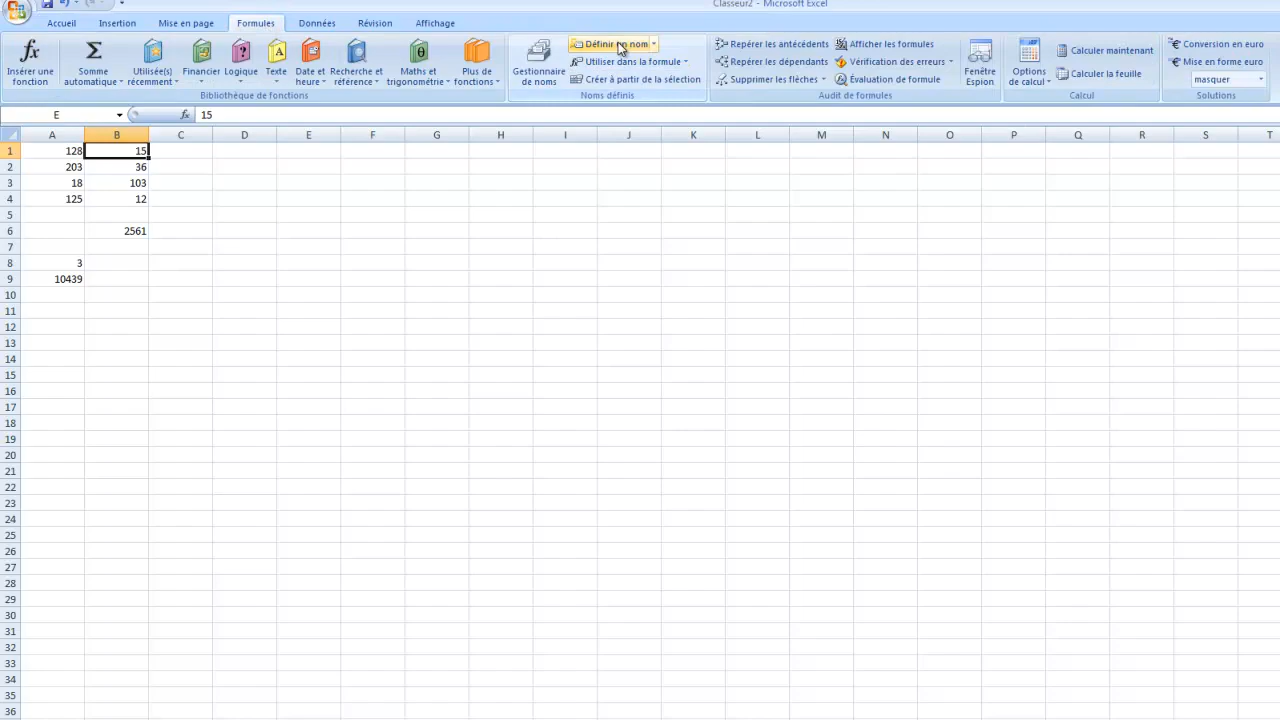 Classeur2 - Microsoft Excel
Accueil Insertion Mise en page Formules Données Révision Affichage
fx Σ θ
Insérer une fonction
Somme automatique
Utilisée(s) récemment
Financier
Logique
Texte
Date et heure
Recherche et référence
Maths et trigonométrie
Plus de fonctions
Bibliothèque de fonctions
Gestionnaire de noms
Définir un nom
Utiliser dans la formule
Créer à partir de la sélection
Noms définis
Repérer les antécédents
Repérer les dépendants
Supprimer les flèches
Afficher les formules
Vérification des erreurs
Évaluation de formule
Audit de formules
Fenêtre Espion
Options de calcul
Calculer maintenant
Calculer la feuille
Calcul
Conversion en euro
Mise en forme euro
masquer
Solutions
E fx 15
A B C D E F G H I J K L M N O P Q R S T
1 128 15
2 203 36
3 18 103
4 125 12
5
6 2561
7
8 3
9 10439
10
11
12
13
14
15
16
17
18
19
20
21
22
23
24
25
26
27
28
29
30
31
32
33
34
35
36